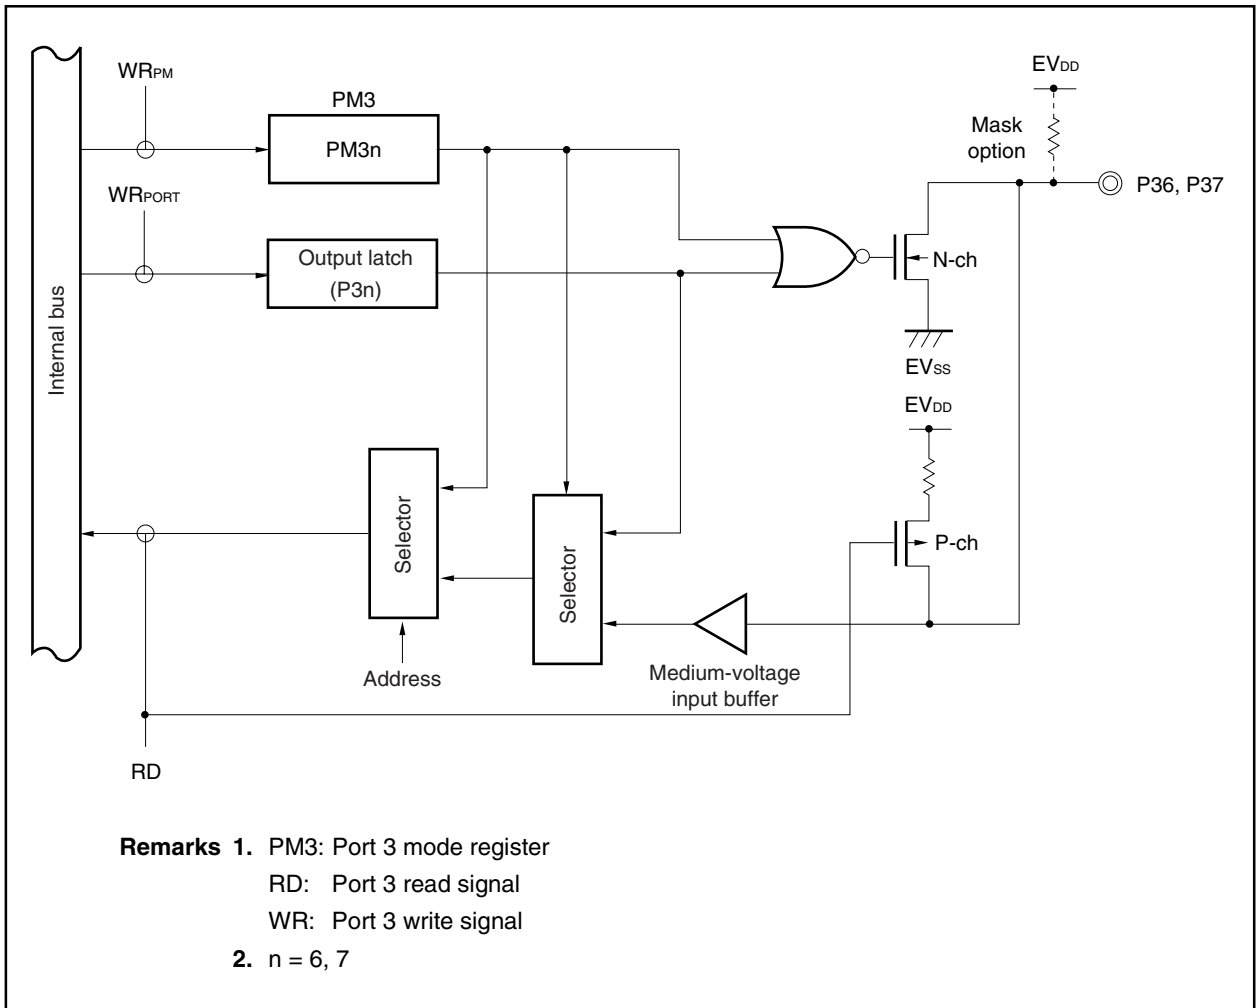 WRPM
PM3
PM3n
WRPORT
Output latch
(P3n)
Internal bus
EVDD
Mask
option
P36, P37
N-ch
EVSS
EVDD
P-ch
Selector
Selector
Address
Medium-voltage
input buffer
RD
Remarks 1. PM3: Port 3 mode register
RD: Port 3 read signal
WR: Port 3 write signal
2. n = 6, 7